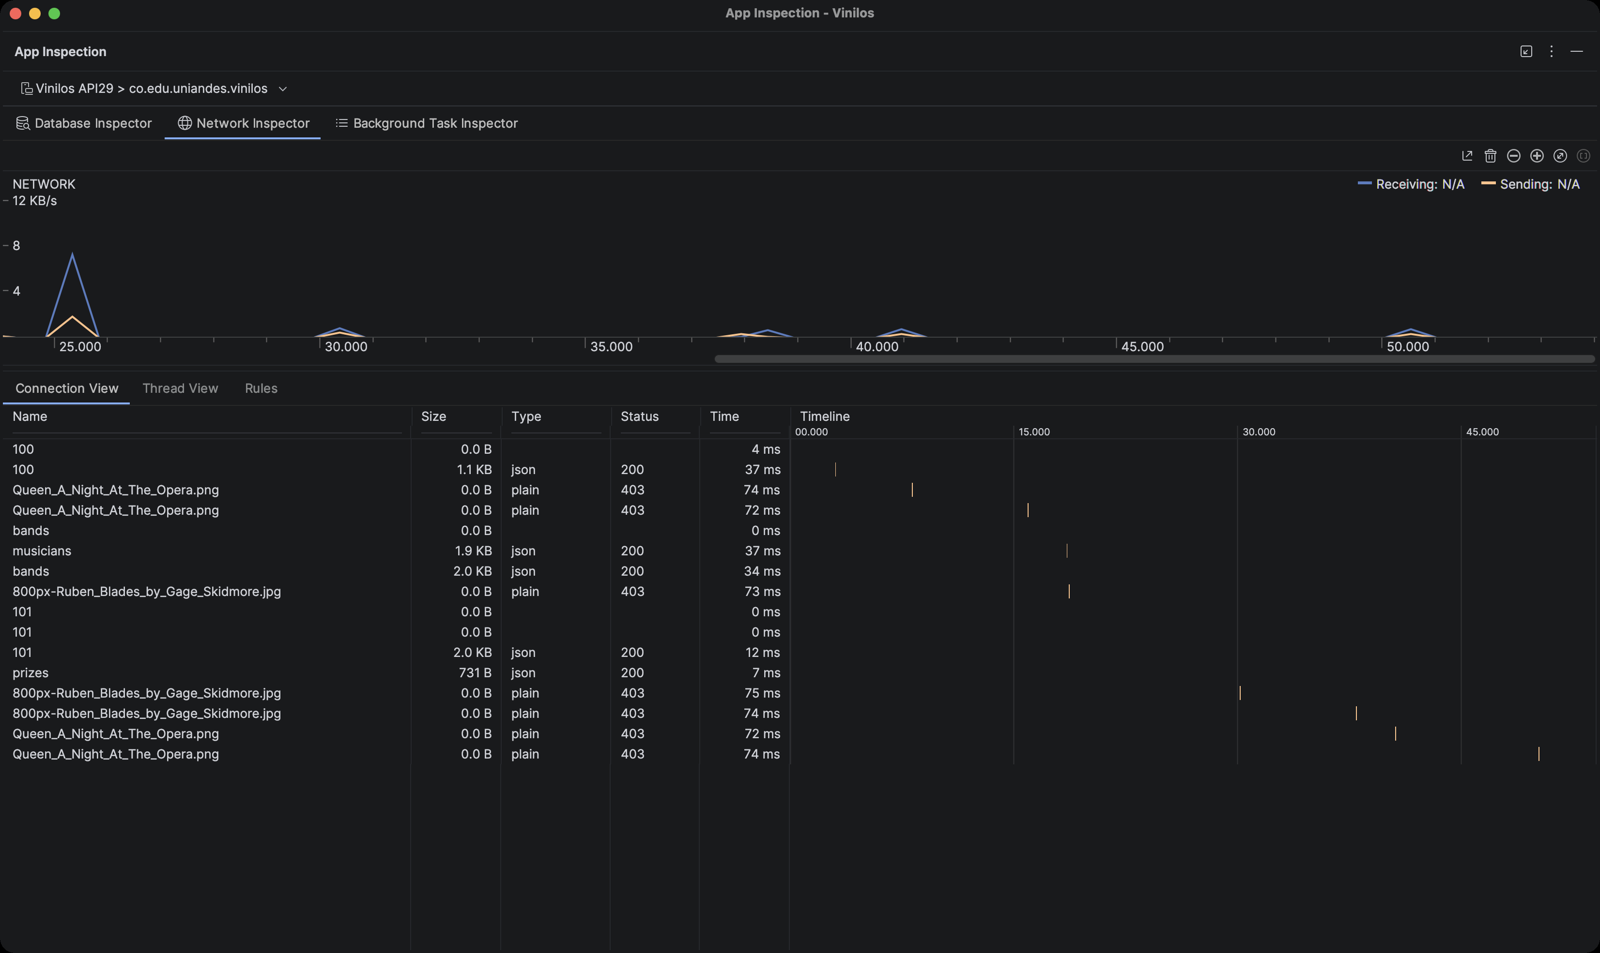 App Inspection - Vinilos
App Inspection
Vinilos API29 > co.edu.uniandes.vinilos
Database Inspector Network Inspector Background Task Inspector
NETWORK Receiving: N/A Sending: N/A
12 KB/s
8
4
25.000 30.000 35.000 40.000 45.000 50.000
Connection View Thread View Rules
Name Size Type Status Time Timeline
00.000 15.000 30.000 45.000
100 0.0 B 4 ms
100 1.1 KB json 200 37 ms
Queen_A_Night_At_The_Opera.png 0.0 B plain 403 74 ms
Queen_A_Night_At_The_Opera.png 0.0 B plain 403 72 ms
bands 0.0 B 0 ms
musicians 1.9 KB json 200 37 ms
bands 2.0 KB json 200 34 ms
800px-Ruben_Blades_by_Gage_Skidmore.jpg 0.0 B plain 403 73 ms
101 0.0 B 0 ms
101 0.0 B 0 ms
101 2.0 KB json 200 12 ms
prizes 731 B json 200 7 ms
800px-Ruben_Blades_by_Gage_Skidmore.jpg 0.0 B plain 403 75 ms
800px-Ruben_Blades_by_Gage_Skidmore.jpg 0.0 B plain 403 74 ms
Queen_A_Night_At_The_Opera.png 0.0 B plain 403 72 ms
Queen_A_Night_At_The_Opera.png 0.0 B plain 403 74 ms